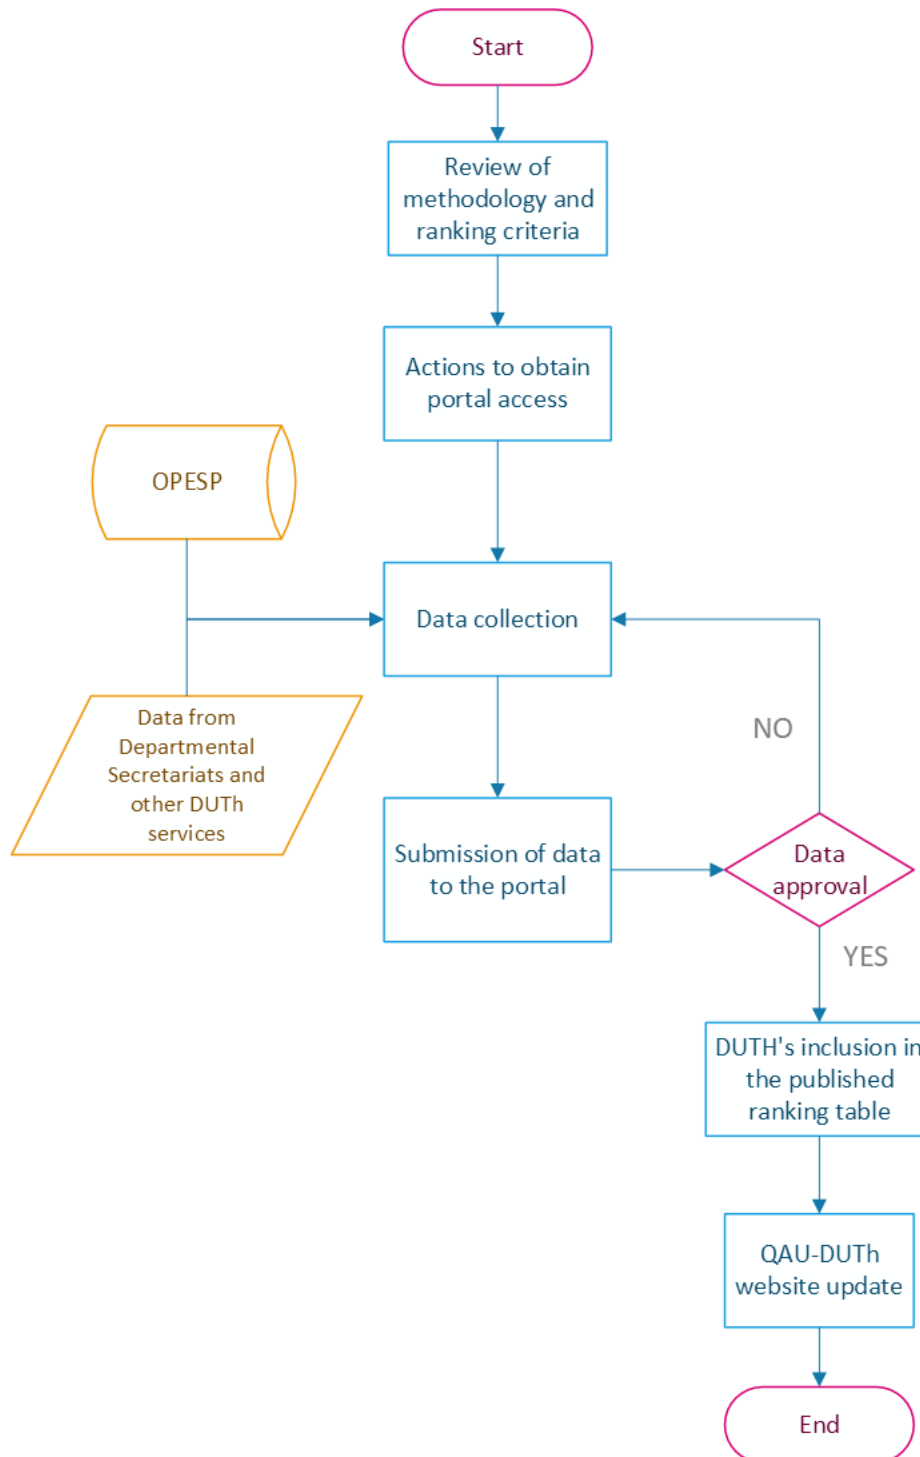 Start
Review of
methodology and
ranking criteria
Actions to obtain
portal access
OPESP
Data collection
Data from
Departmental
Secretariats and
other DUTh
services
NO
Submission of data
to the portal
Data
approval
YES
DUTH's inclusion in
the published
ranking table
QAU-DUTh
website update
End